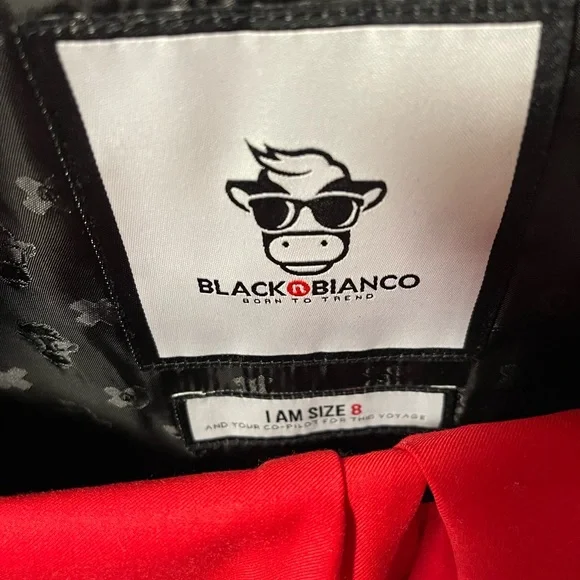 BLACKnBIANCO
BORN TO TREND
I AM SIZE 8
AND YOUR CO-PILOT FOR THIS VOYAGE